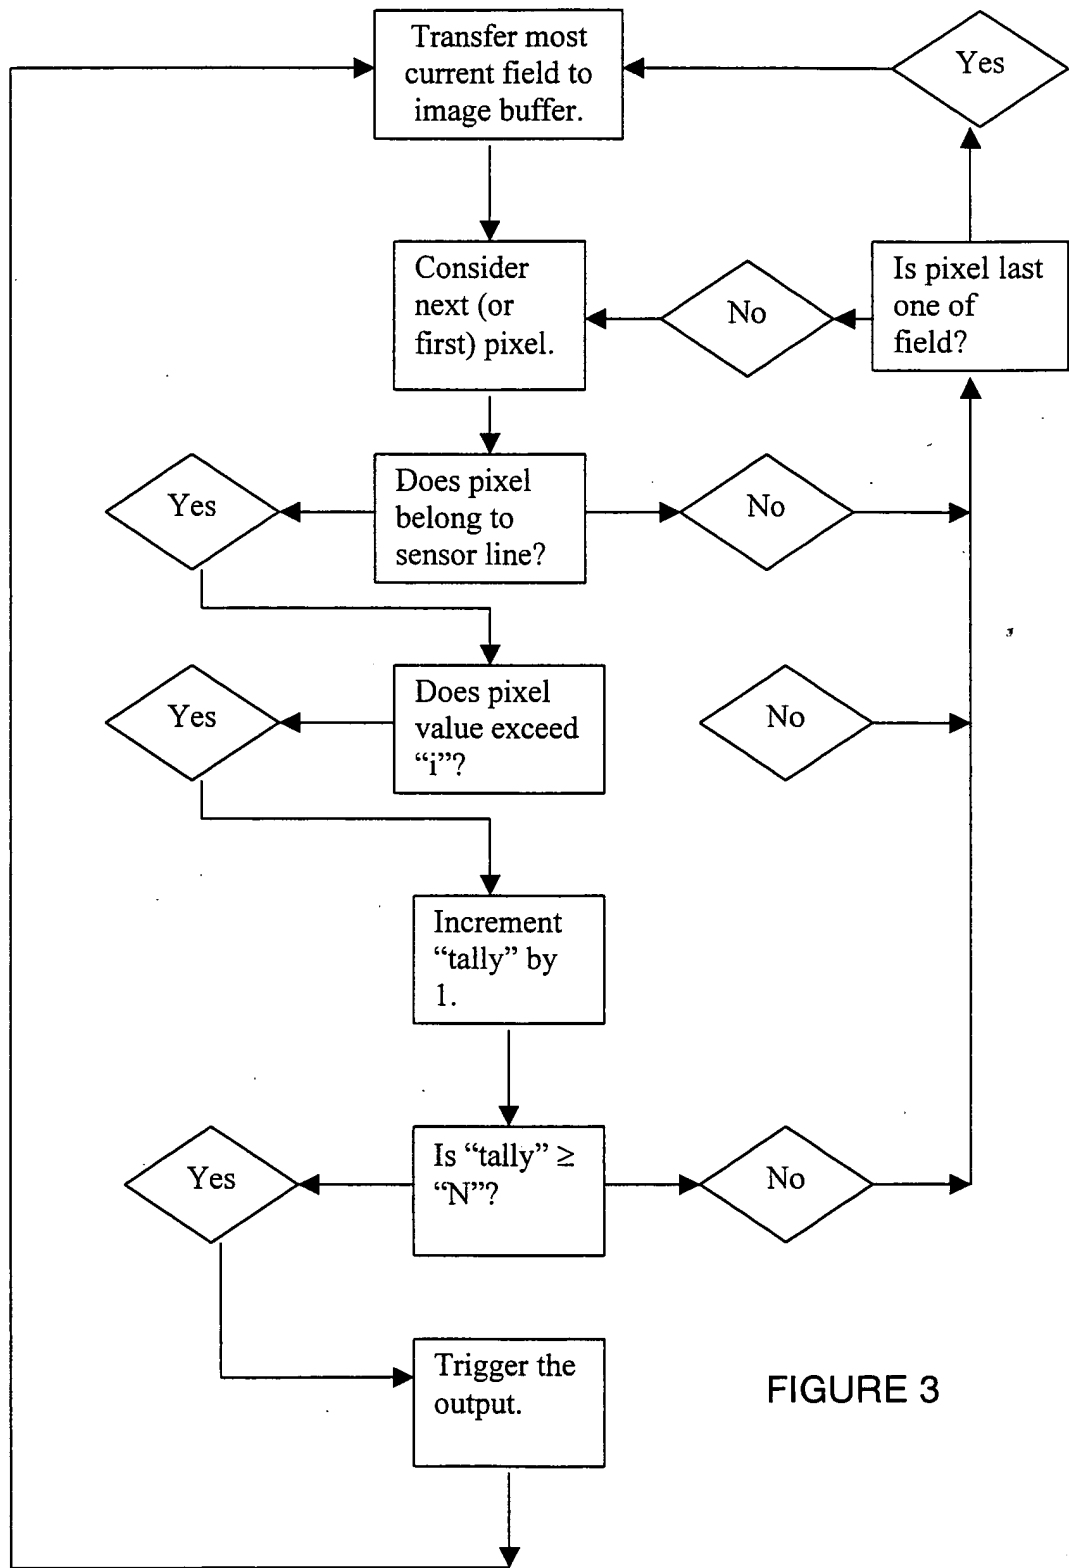 Transfer most
current field to
image buffer.
Yes
Consider
next (or
first) pixel.
No
Is pixel last
one of
field?
Yes
Does pixel
belong to
sensor line?
No
Yes
Does pixel
value exceed
“i”?
No
Increment
“tally” by
1.
Yes
Is “tally” ≥
“N”?
No
Trigger the
output.
FIGURE 3